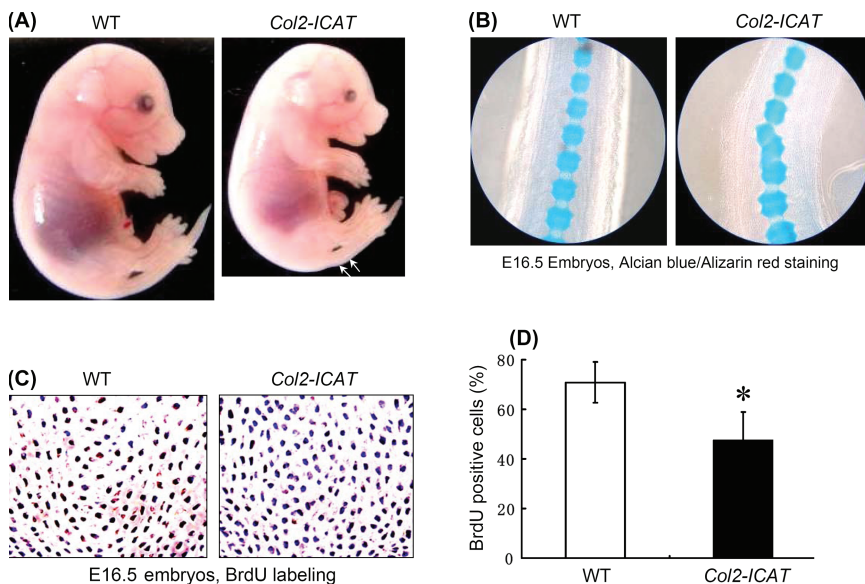 (A)
WT
Col2-ICAT
(B)
WT
Col2-ICAT
E16.5 Embryos, Alcian blue/Alizarin red staining
(C)
WT
Col2-ICAT
E16.5 embryos, BrdU labeling
(D)
BrdU positive cells (%)
80
60
40
20
0
*
WT
Col2-ICAT